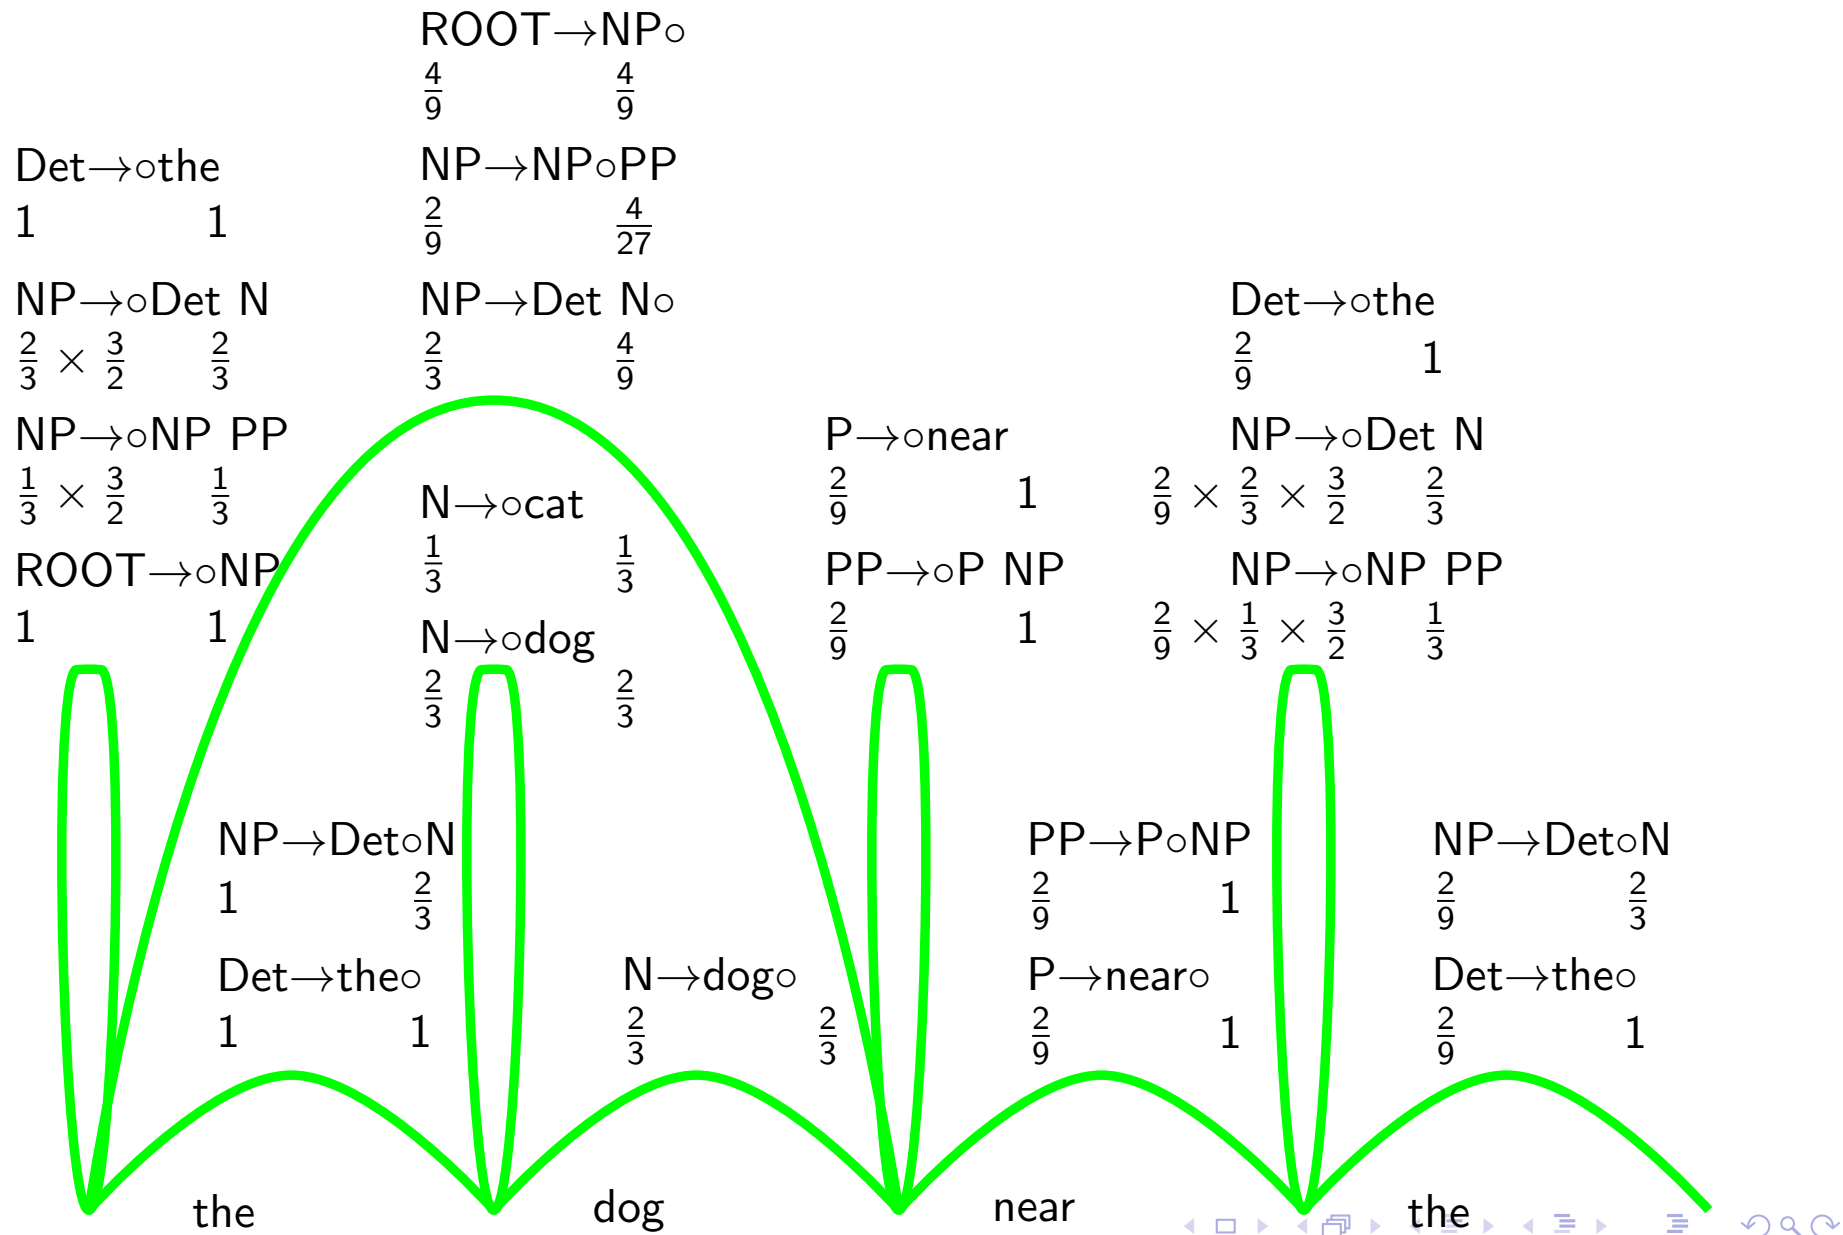 ROOT→NP∘
4/9 4/9
Det→∘the
1 1
NP→NP∘PP
2/9 4/27
NP→∘Det N
2/3 × 3/2 2/3
NP→Det N∘
2/3 4/9
Det→∘the
2/9 1
NP→∘NP PP
1/3 × 3/2 1/3
N→∘cat
1/3 1/3
P→∘near
2/9 1
NP→∘Det N
2/9 × 2/3 × 3/2 2/3
ROOT→∘NP
1 1
N→∘dog
2/3 2/3
PP→∘P NP
2/9 1
NP→∘NP PP
2/9 × 1/3 × 3/2 1/3
NP→Det∘N
1 2/3
PP→P∘NP
2/9 1
NP→Det∘N
2/9 2/3
Det→the∘
1 1
N→dog∘
2/3 2/3
P→near∘
2/9 1
Det→the∘
2/9 1
the dog near the